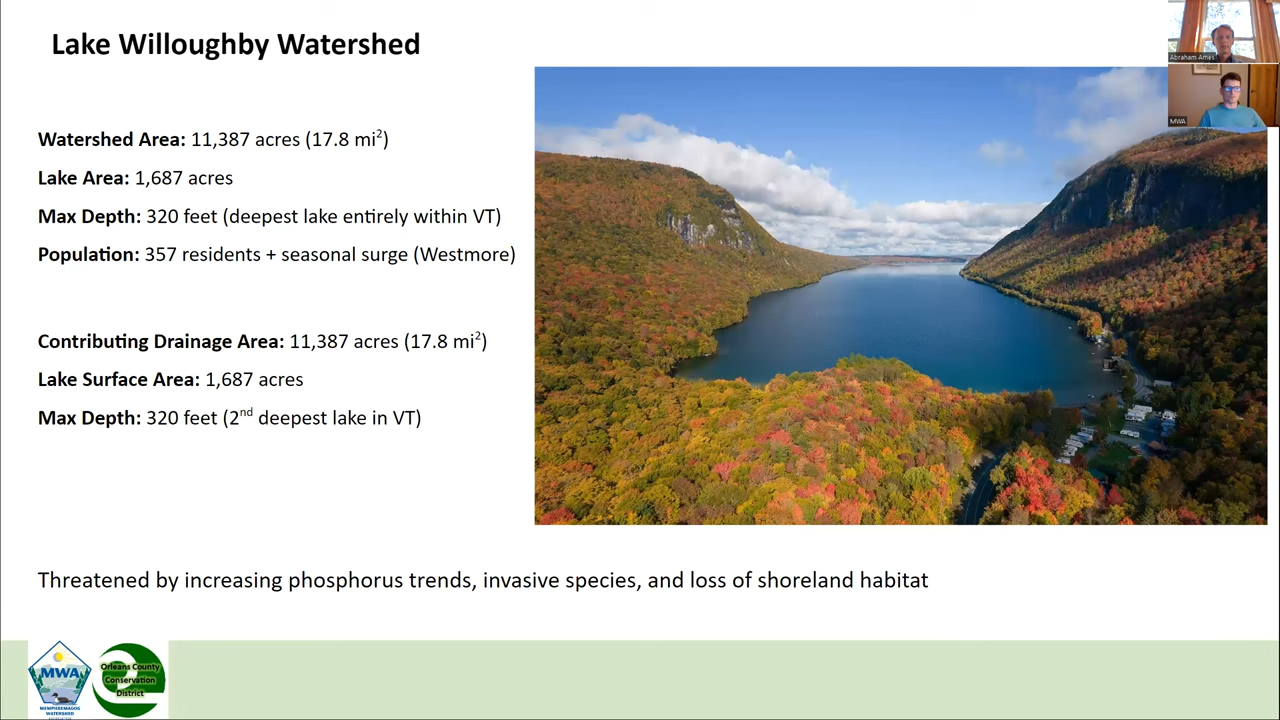 Lake Willoughby Watershed
Abraham Ames
MWA
Watershed Area: 11,387 acres (17.8 mi²)
Lake Area: 1,687 acres
Max Depth: 320 feet (deepest lake entirely within VT)
Population: 357 residents + seasonal surge (Westmore)
Contributing Drainage Area: 11,387 acres (17.8 mi²)
Lake Surface Area: 1,687 acres
Max Depth: 320 feet (2nd deepest lake in VT)
Threatened by increasing phosphorus trends, invasive species, and loss of shoreland habitat
MWA
MEMPHREMAGOG
WATERSHED
Orleans County
Conservation
District